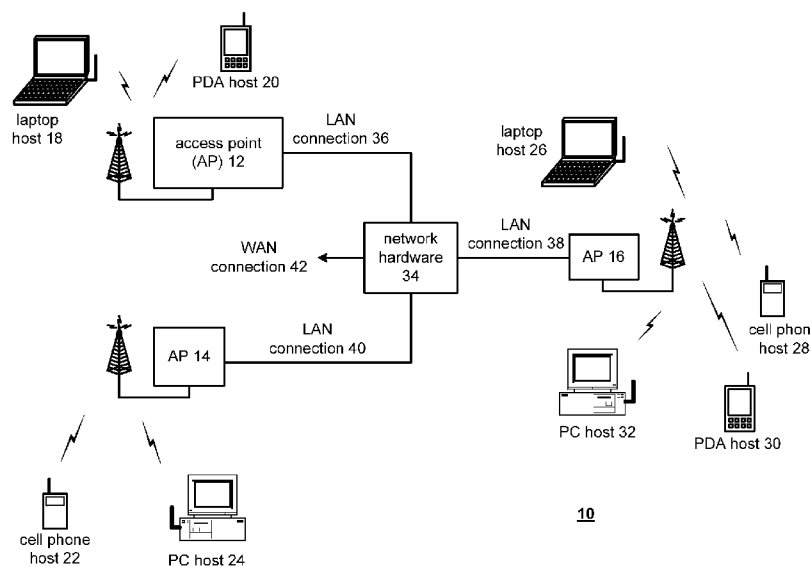 PDA host 20
laptop
host 18
access point
(AP) 12
LAN
connection 36
laptop
host 26
WAN
connection 42
network
hardware
34
LAN
connection 38
AP 16
cell phon
host 28
LAN
connection 40
AP 14
PC host 32
PDA host 30
cell phone
host 22
PC host 24
10